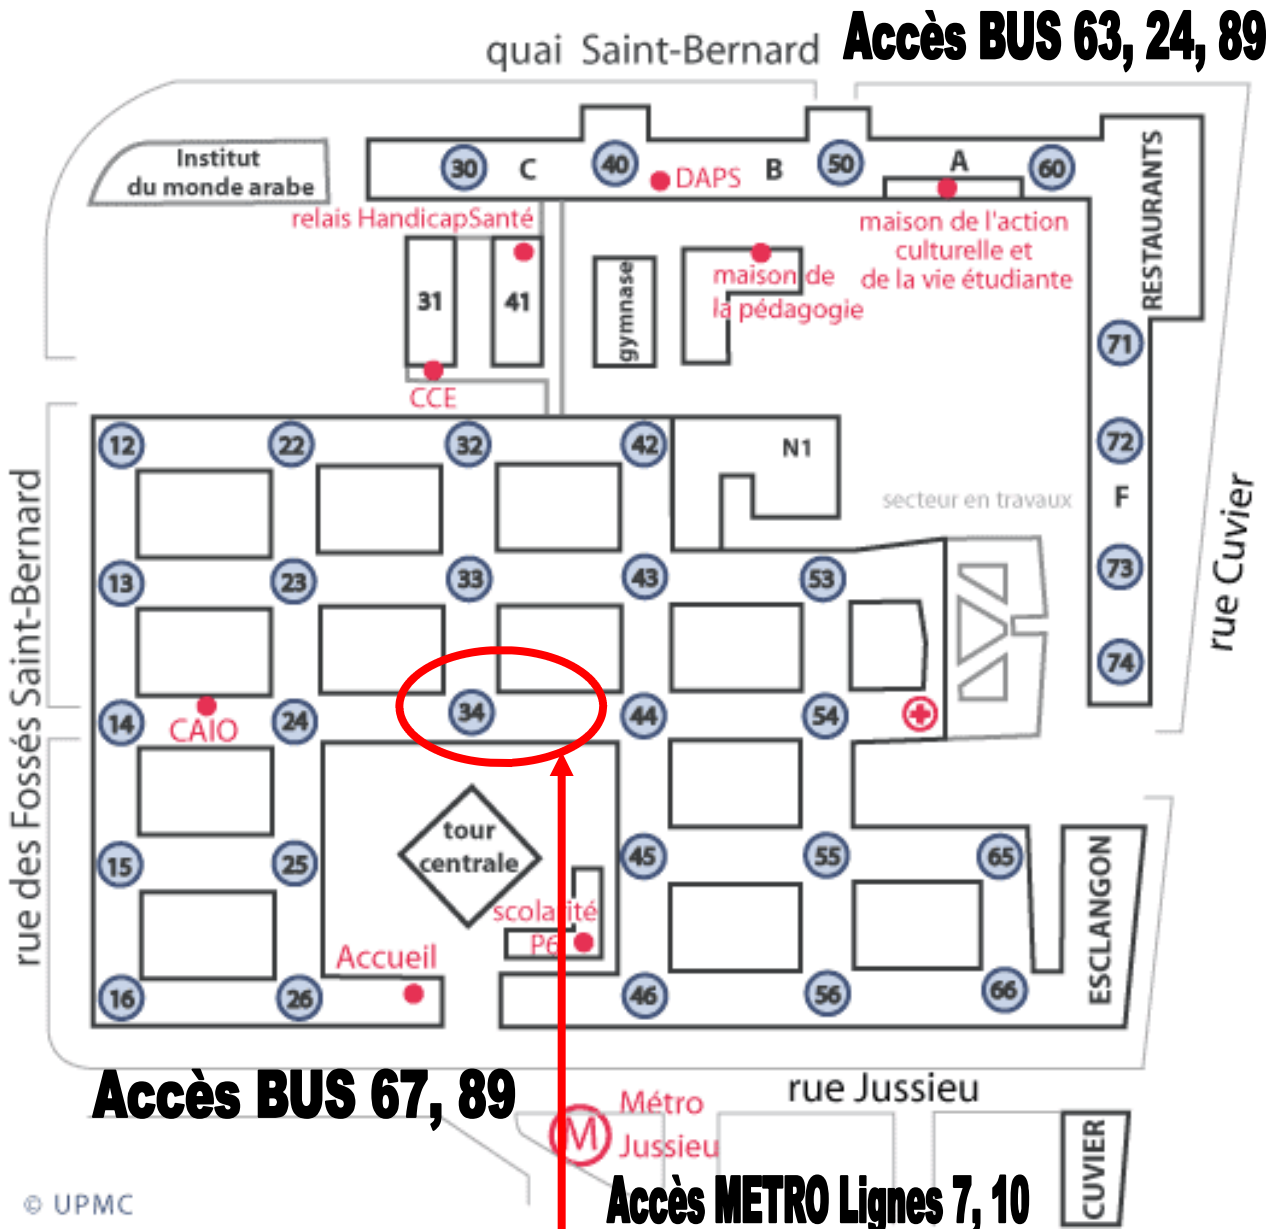 quai Saint-Bernard
Accès BUS 63, 24, 89
Institut
du monde arabe
30
C
40
DAPS
B
50
A
60
RESTAURANTS
relais HandicapSanté
maison de l'action
culturelle et
de la vie étudiante
31
41
gymnase
maison de
la pédagogie
71
CCE
12
22
32
42
N1
72
secteur en travaux
F
rue Cuvier
rue des Fossés Saint-Bernard
13
23
33
43
53
73
74
CAIO
14
24
34
44
54
tour
centrale
15
25
45
55
65
ESCLANGON
scolarité
P6
Accueil
16
26
46
56
66
Accès BUS 67, 89
rue Jussieu
M
Métro
Jussieu
CUVIER
Accès METRO Lignes 7, 10
© UPMC